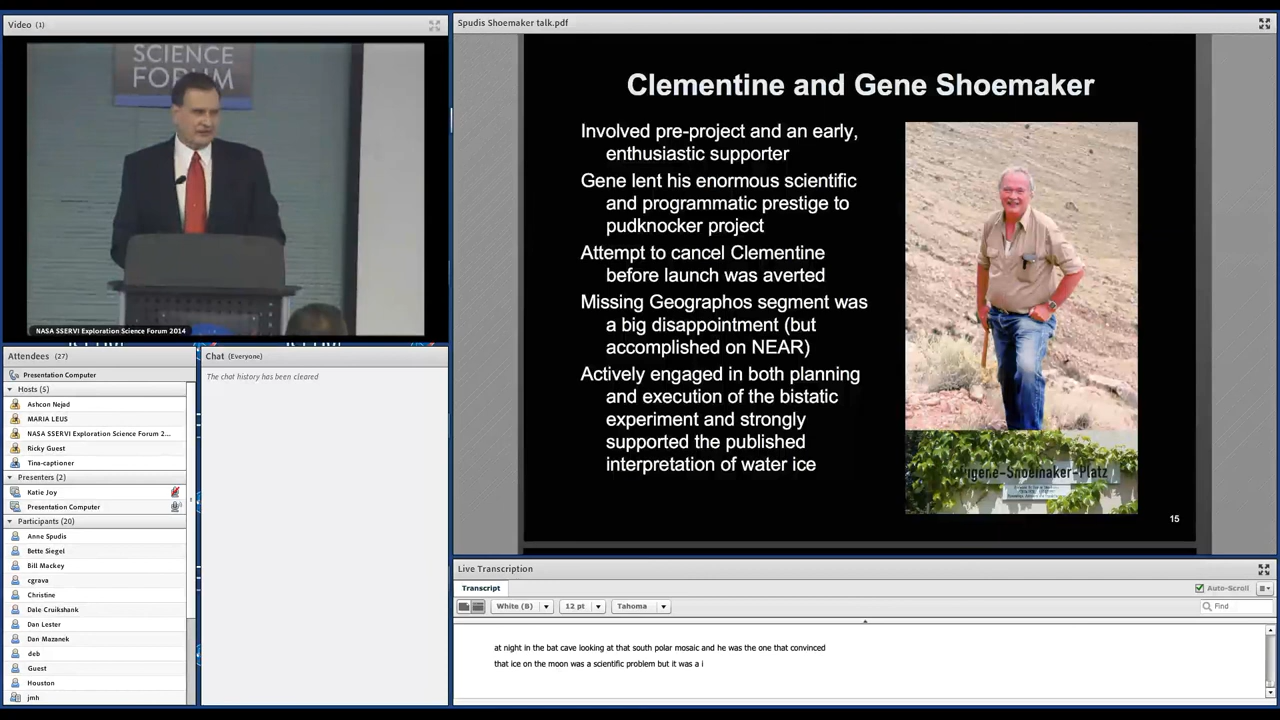 Video (1)
SCIENCE
FORUM
NASA SSERVI Exploration Science Forum 2014
Attendees (27)
Presentation Computer
Hosts (5)
Ashcon Nejad
MARIA LEUS
NASA SSERVI Exploration Science Forum 2...
Ricky Guest
Tina-captioner
Presenters (2)
Katie Joy
Presentation Computer
Participants (20)
Anne Spudis
Bette Siegel
Bill Mackey
cgrava
Christine
Dale Cruikshank
Dan Lester
Dan Mazanek
deb
Guest
Houston
jmh
Chat (Everyone)
The chat history has been cleared
Spudis Shoemaker talk.pdf
Clementine and Gene Shoemaker
Involved pre-project and an early,
enthusiastic supporter
Gene lent his enormous scientific
and programmatic prestige to
pudknocker project
Attempt to cancel Clementine
before launch was averted
Missing Geographos segment was
a big disappointment (but
accomplished on NEAR)
Actively engaged in both planning
and execution of the bistatic
experiment and strongly
supported the published
interpretation of water ice
Eugene-Shoemaker-Platz
15
Live Transcription
Transcript
Auto-Scroll
White (B) 12 pt Tahoma Find
at night in the bat cave looking at that south polar mosaic and he was the one that convinced
that ice on the moon was a scientific problem but it was a i